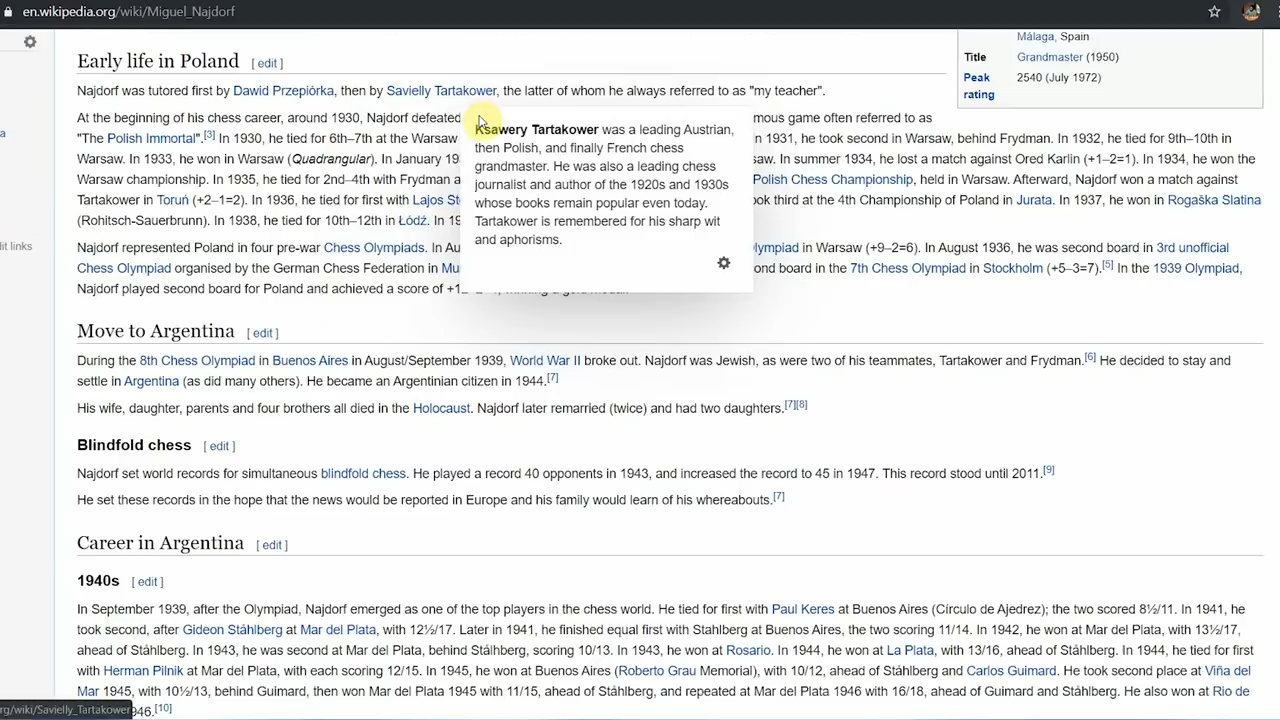 en.wikipedia.org/wiki/Miguel_Najdorf
Málaga, Spain
Title Grandmaster (1950)
Peak rating 2540 (July 1972)
Early life in Poland [ edit ]
Najdorf was tutored first by Dawid Przepiórka, then by Savielly Tartakower, the latter of whom he always referred to as "my teacher".
At the beginning of his chess career, around 1930, Najdorf defeated mous game often referred to as
"The Polish Immortal".[3] In 1930, he tied for 6th–7th at the Warsaw n 1931, he took second in Warsaw, behind Frydman. In 1932, he tied for 9th–10th in
Warsaw. In 1933, he won in Warsaw (Quadrangular). In January 19 saw. In summer 1934, he lost a match against Ored Karlin (+1–2=1). In 1934, he won the
Warsaw championship. In 1935, he tied for 2nd–4th with Frydman a Polish Chess Championship, held in Warsaw. Afterward, Najdorf won a match against
Tartakower in Toruń (+2–1=2). In 1936, he tied for first with Lajos St ook third at the 4th Championship of Poland in Jurata. In 1937, he won in Rogaška Slatina
(Rohitsch-Sauerbrunn). In 1938, he tied for 10th–12th in Łódź. In 19
Ksawery Tartakower was a leading Austrian,
then Polish, and finally French chess
grandmaster. He was also a leading chess
journalist and author of the 1920s and 1930s
whose books remain popular even today.
Tartakower is remembered for his sharp wit
and aphorisms.
dit links
Najdorf represented Poland in four pre-war Chess Olympiads. In Au lympiad in Warsaw (+9–2=6). In August 1936, he was second board in 3rd unofficial
Chess Olympiad organised by the German Chess Federation in Mu ond board in the 7th Chess Olympiad in Stockholm (+5–3=7).[5] In the 1939 Olympiad,
Najdorf played second board for Poland and achieved a score of
Move to Argentina [ edit ]
During the 8th Chess Olympiad in Buenos Aires in August/September 1939, World War II broke out. Najdorf was Jewish, as were two of his teammates, Tartakower and Frydman.[6] He decided to stay and
settle in Argentina (as did many others). He became an Argentinian citizen in 1944.[7]
His wife, daughter, parents and four brothers all died in the Holocaust. Najdorf later remarried (twice) and had two daughters.[7][8]
Blindfold chess [ edit ]
Najdorf set world records for simultaneous blindfold chess. He played a record 40 opponents in 1943, and increased the record to 45 in 1947. This record stood until 2011.[9]
He set these records in the hope that the news would be reported in Europe and his family would learn of his whereabouts.[7]
Career in Argentina [ edit ]
1940s [ edit ]
In September 1939, after the Olympiad, Najdorf emerged as one of the top players in the chess world. He tied for first with Paul Keres at Buenos Aires (Círculo de Ajedrez); the two scored 8½/11. In 1941, he
took second, after Gideon Ståhlberg at Mar del Plata, with 12½/17. Later in 1941, he finished equal first with Stahlberg at Buenos Aires, the two scoring 11/14. In 1942, he won at Mar del Plata, with 13½/17,
ahead of Ståhlberg. In 1943, he was second at Mar del Plata, behind Stålhberg, scoring 10/13. In 1943, he won at Rosario. In 1944, he won at La Plata, with 13/16, ahead of Ståhlberg. In 1944, he tied for first
with Herman Pilnik at Mar del Plata, with each scoring 12/15. In 1945, he won at Buenos Aires (Roberto Grau Memorial), with 10/12, ahead of Ståhlberg and Carlos Guimard. He took second place at Viña del
Mar 1945, with 10½/13, behind Guimard, then won Mar del Plata 1945 with 11/15, ahead of Ståhlberg, and repeated at Mar del Plata 1946 with 16/18, ahead of Guimard and Ståhlberg. He also won at Rio de
rg/wiki/Savielly_Tartakower 946.[10]